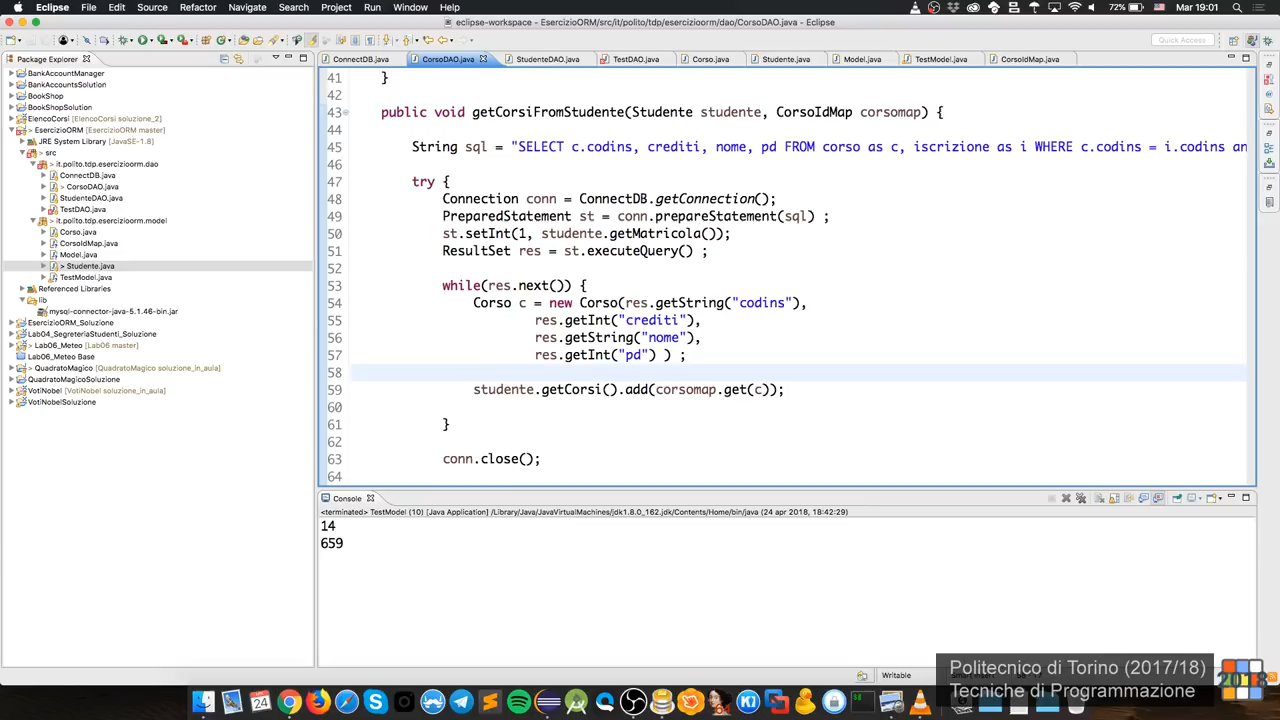 Eclipse File Edit Source Refactor Navigate Search Project Run Window Help 72% Mar 19:01
eclipse-workspace - EsercizioORM/src/it/polito/tdp/esercizioorm/dao/CorsoDAO.java - Eclipse
Quick Access
Package Explorer
BankAccountManager
BankAccountsSolution
BookShop
BookShopSolution
ElencoCorsi [ElencoCorsi soluzione_2]
> EsercizioORM [EsercizioORM master]
JRE System Library [JavaSE-1.8]
> src
> it.polito.tdp.esercizioorm.dao
ConnectDB.java
> CorsoDAO.java
StudenteDAO.java
TestDAO.java
> it.polito.tdp.esercizioorm.model
Corso.java
CorsoIdMap.java
Model.java
> Studente.java
TestModel.java
Referenced Libraries
lib
mysql-connector-java-5.1.46-bin.jar
EsercizioORM_Soluzione
Lab04_SegreteriaStudenti_Soluzione
> Lab06_Meteo [Lab06 master]
Lab06_Meteo Base
> QuadratoMagico [QuadratoMagico soluzione_in_aula]
QuadratoMagicoSoluzione
VotiNobel [VotiNobel soluzione_in_aula]
VotiNobelSoluzione
ConnectDB.java CorsoDAO.java StudenteDAO.java TestDAO.java Corso.java Studente.java Model.java TestModel.java CorsoIdMap.java
41 }
42
43 public void getCorsiFromStudente(Studente studente, CorsoIdMap corsomap) {
44
45 String sql = "SELECT c.codins, crediti, nome, pd FROM corso as c, iscrizione as i WHERE c.codins = i.codins an
46
47 try {
48 Connection conn = ConnectDB.getConnection();
49 PreparedStatement st = conn.prepareStatement(sql) ;
50 st.setInt(1, studente.getMatricola());
51 ResultSet res = st.executeQuery() ;
52
53 while(res.next()) {
54 Corso c = new Corso(res.getString("codins"),
55 res.getInt("crediti"),
56 res.getString("nome"),
57 res.getInt("pd") ) ;
58
59 studente.getCorsi().add(corsomap.get(c));
60
61 }
62
63 conn.close();
64
Console
<terminated> TestModel (10) [Java Application] /Library/Java/JavaVirtualMachines/jdk1.8.0_162.jdk/Contents/Home/bin/java (24 apr 2018, 18:42:29)
14
659
Writable
Politecnico di Torino (2017/18)
Tecniche di Programmazione
2018